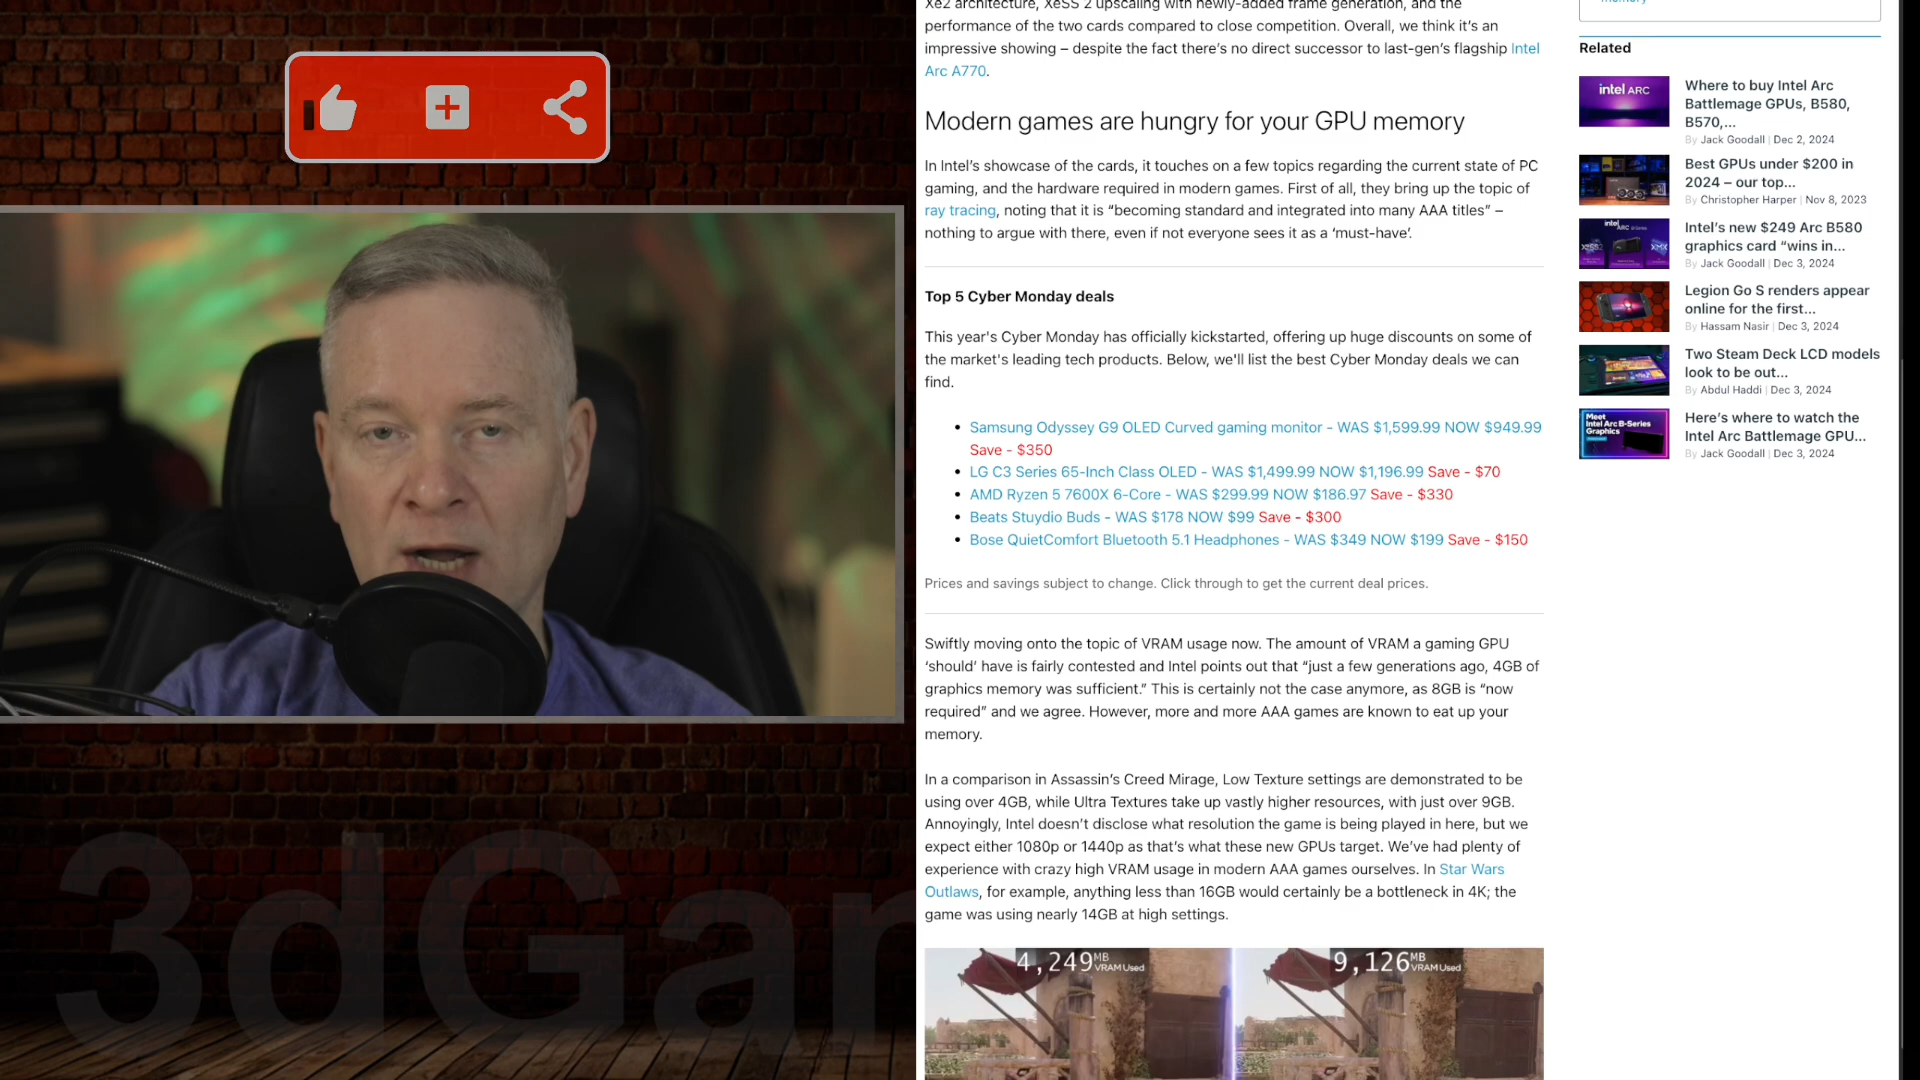 Xe2 architecture, XeSS 2 upscaling with newly-added frame generation, and the
performance of the two cards compared to close competition. Overall, we think it’s an
impressive showing – despite the fact there’s no direct successor to last-gen’s flagship Intel
Arc A770.
Modern games are hungry for your GPU memory
In Intel’s showcase of the cards, it touches on a few topics regarding the current state of PC
gaming, and the hardware required in modern games. First of all, they bring up the topic of
ray tracing, noting that it is “becoming standard and integrated into many AAA titles” –
nothing to argue with there, even if not everyone sees it as a ‘must-have’.
Top 5 Cyber Monday deals
This year's Cyber Monday has officially kickstarted, offering up huge discounts on some of
the market's leading tech products. Below, we'll list the best Cyber Monday deals we can
find.
• Samsung Odyssey G9 OLED Curved gaming monitor - WAS $1,599.99 NOW $949.99
Save - $350
• LG C3 Series 65-Inch Class OLED - WAS $1,499.99 NOW $1,196.99 Save - $70
• AMD Ryzen 5 7600X 6-Core - WAS $299.99 NOW $186.97 Save - $330
• Beats Stuydio Buds - WAS $178 NOW $99 Save - $300
• Bose QuietComfort Bluetooth 5.1 Headphones - WAS $349 NOW $199 Save - $150
Prices and savings subject to change. Click through to get the current deal prices.
Swiftly moving onto the topic of VRAM usage now. The amount of VRAM a gaming GPU
‘should’ have is fairly contested and Intel points out that “just a few generations ago, 4GB of
graphics memory was sufficient.” This is certainly not the case anymore, as 8GB is “now
required” and we agree. However, more and more AAA games are known to eat up your
memory.
In a comparison in Assassin’s Creed Mirage, Low Texture settings are demonstrated to be
using over 4GB, while Ultra Textures take up vastly higher resources, with just over 9GB.
Annoyingly, Intel doesn’t disclose what resolution the game is being played in here, but we
expect either 1080p or 1440p as that’s what these new GPUs target. We’ve had plenty of
experience with crazy high VRAM usage in modern AAA games ourselves. In Star Wars
Outlaws, for example, anything less than 16GB would certainly be a bottleneck in 4K; the
game was using nearly 14GB at high settings.
4,249MB VRAM Used
9,126MB VRAM Used
memory
Related
intel ARC
Where to buy Intel Arc
Battlemage GPUs, B580,
B570,...
By Jack Goodall | Dec 2, 2024
Best GPUs under $200 in
2024 – our top...
By Christopher Harper | Nov 8, 2023
Intel’s new $249 Arc B580
graphics card “wins in...
By Jack Goodall | Dec 3, 2024
Legion Go S renders appear
online for the first...
By Hassam Nasir | Dec 3, 2024
Two Steam Deck LCD models
look to be out...
By Abdul Haddi | Dec 3, 2024
Meet
Intel Arc B-Series
Graphics
Here’s where to watch the
Intel Arc Battlemage GPU...
By Jack Goodall | Dec 3, 2024
3dGam